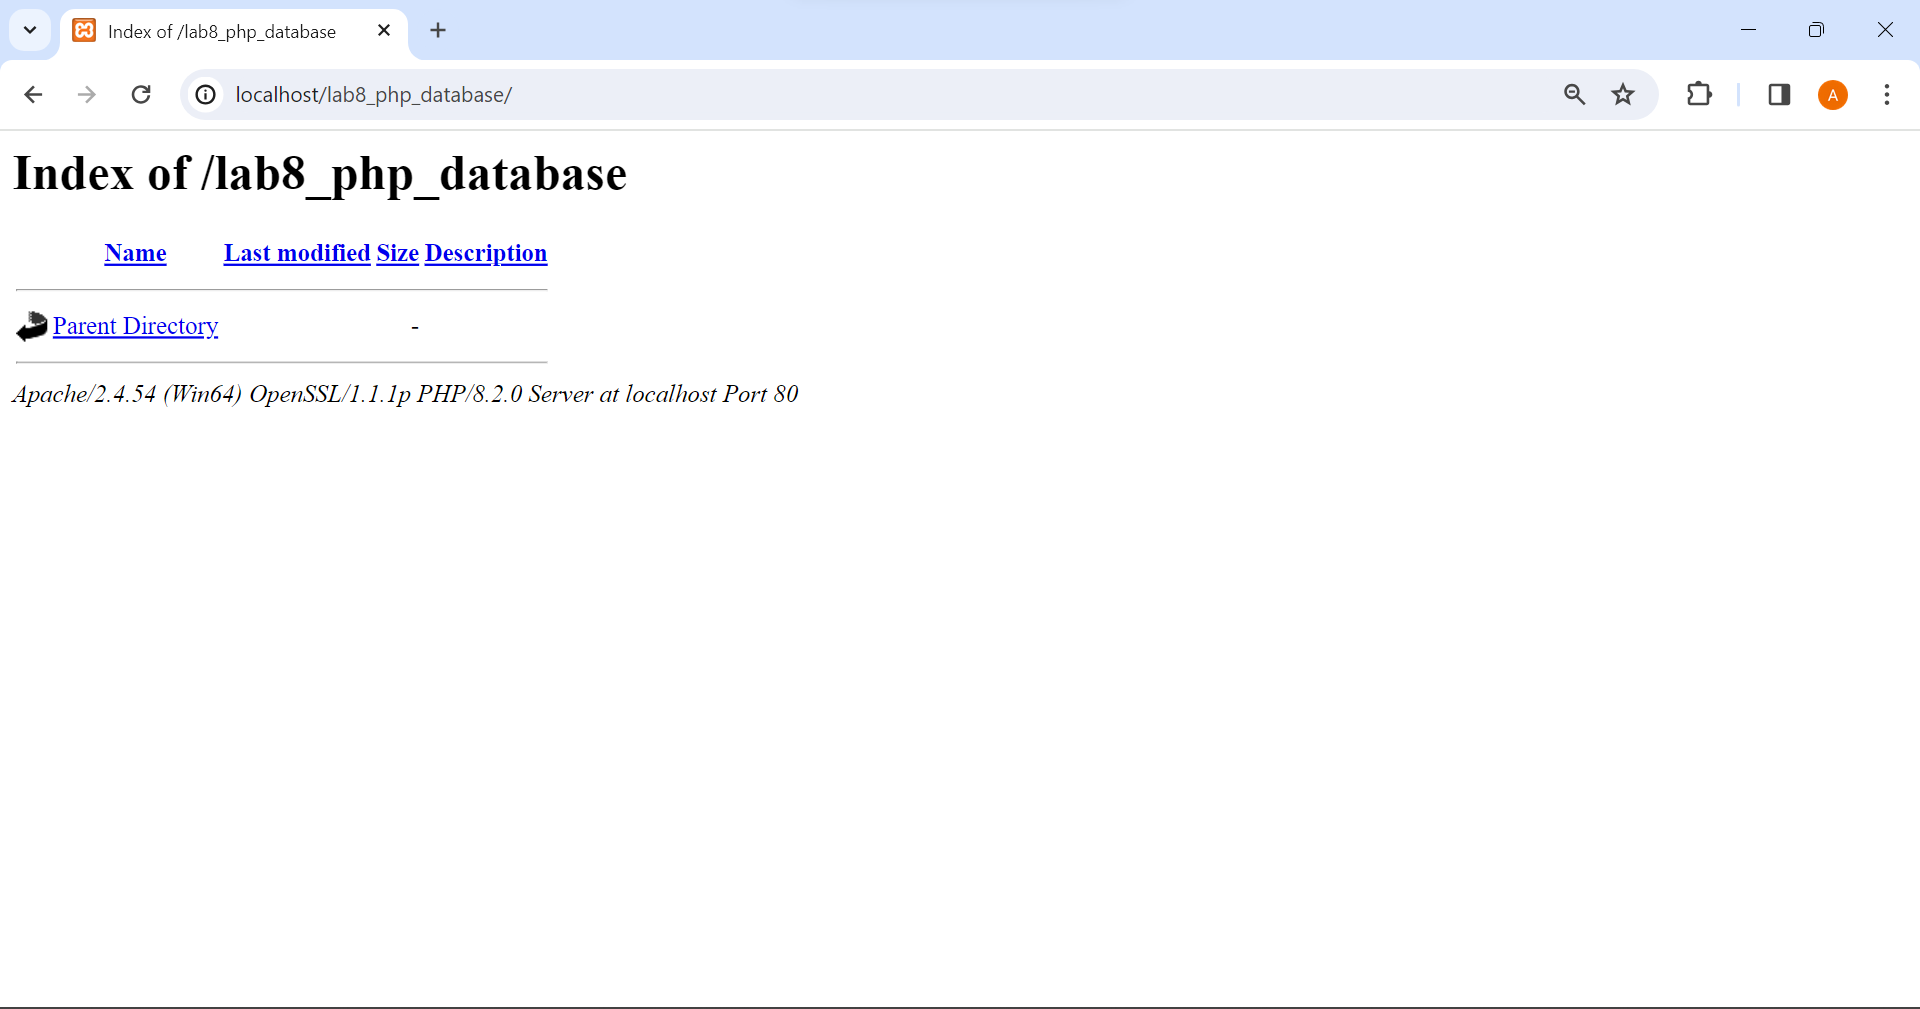 Index of /lab8_php_database
localhost/lab8_php_database/
A
Index of /lab8_php_database
Name Last modified Size Description
Parent Directory -
Apache/2.4.54 (Win64) OpenSSL/1.1.1p PHP/8.2.0 Server at localhost Port 80